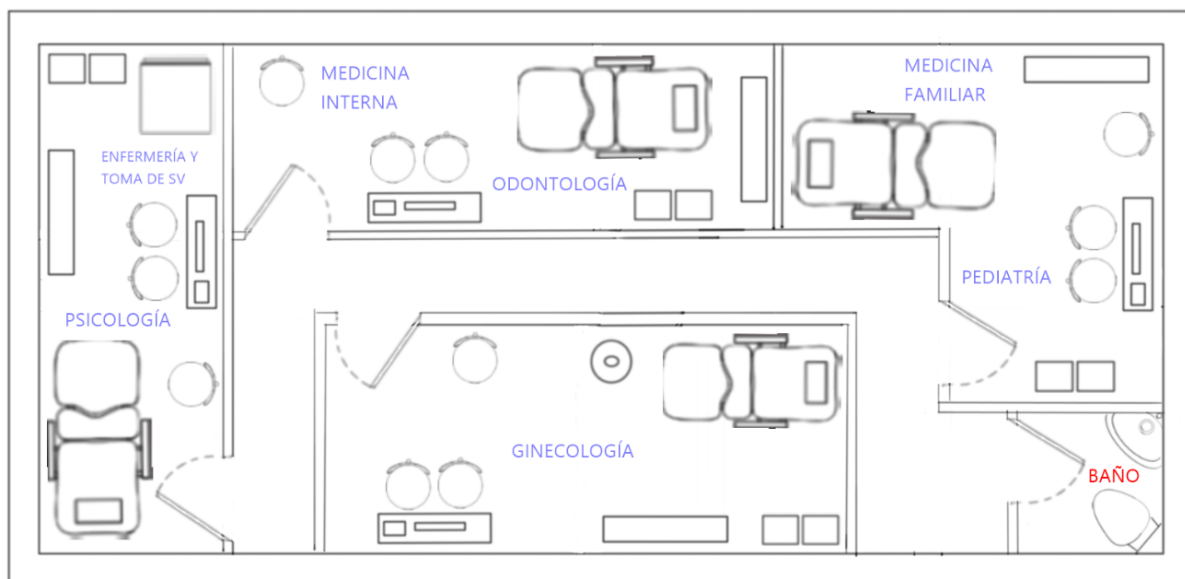 MEDICINA
INTERNA
MEDICINA
FAMILIAR
ENFERMERÍA Y
TOMA DE SV
ODONTOLOGÍA
PEDIATRÍA
PSICOLOGÍA
GINECOLOGÍA
BAÑO